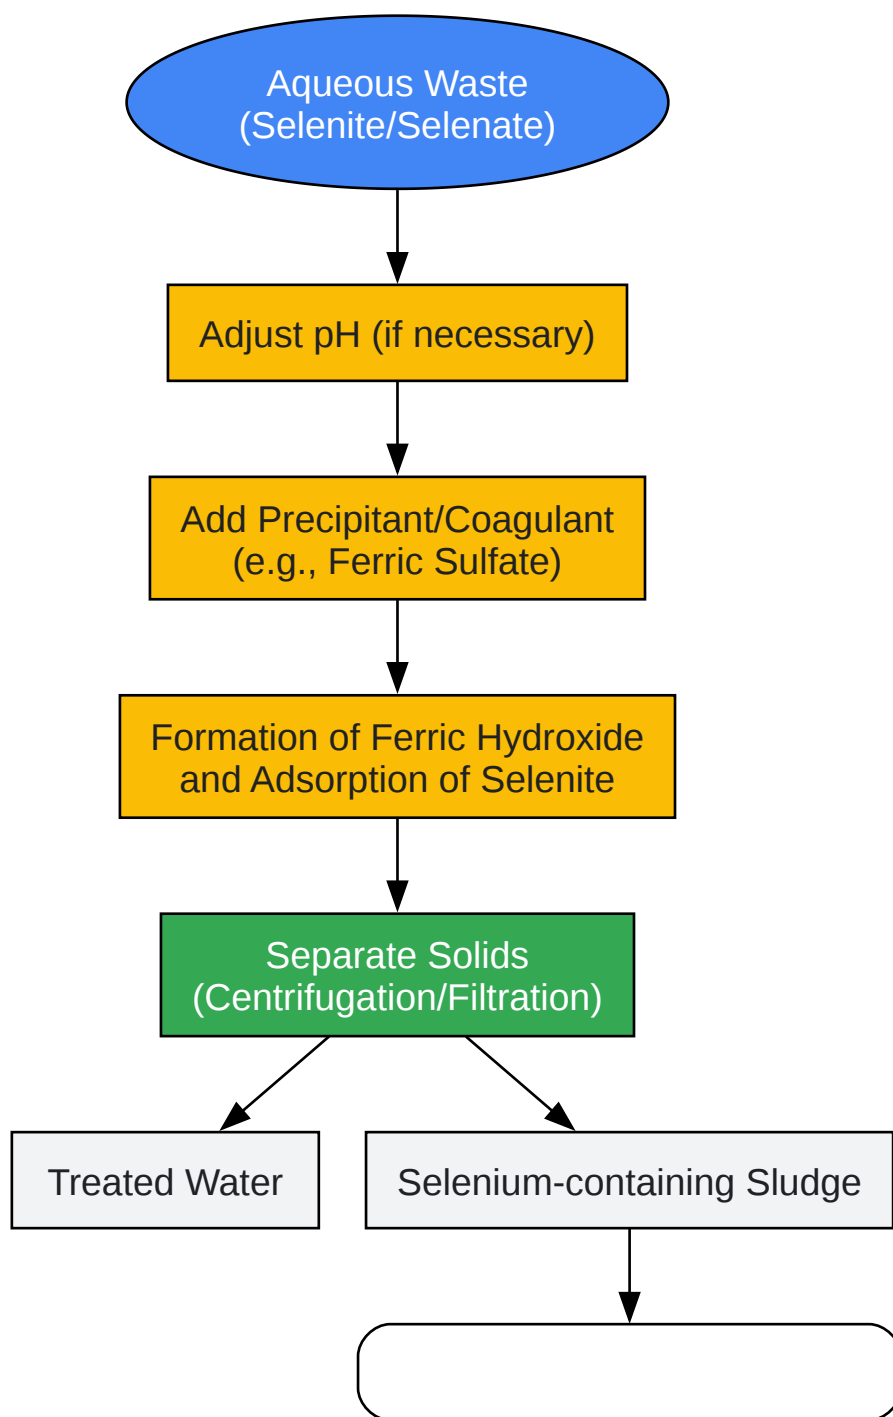 Aqueous Waste
(Selenite/Selenate)
Adjust pH (if necessary)
Add Precipitant/Coagulant
(e.g., Ferric Sulfate)
Formation of Ferric Hydroxide
and Adsorption of Selenite
Separate Solids
(Centrifugation/Filtration)
Treated Water
Selenium-containing Sludge